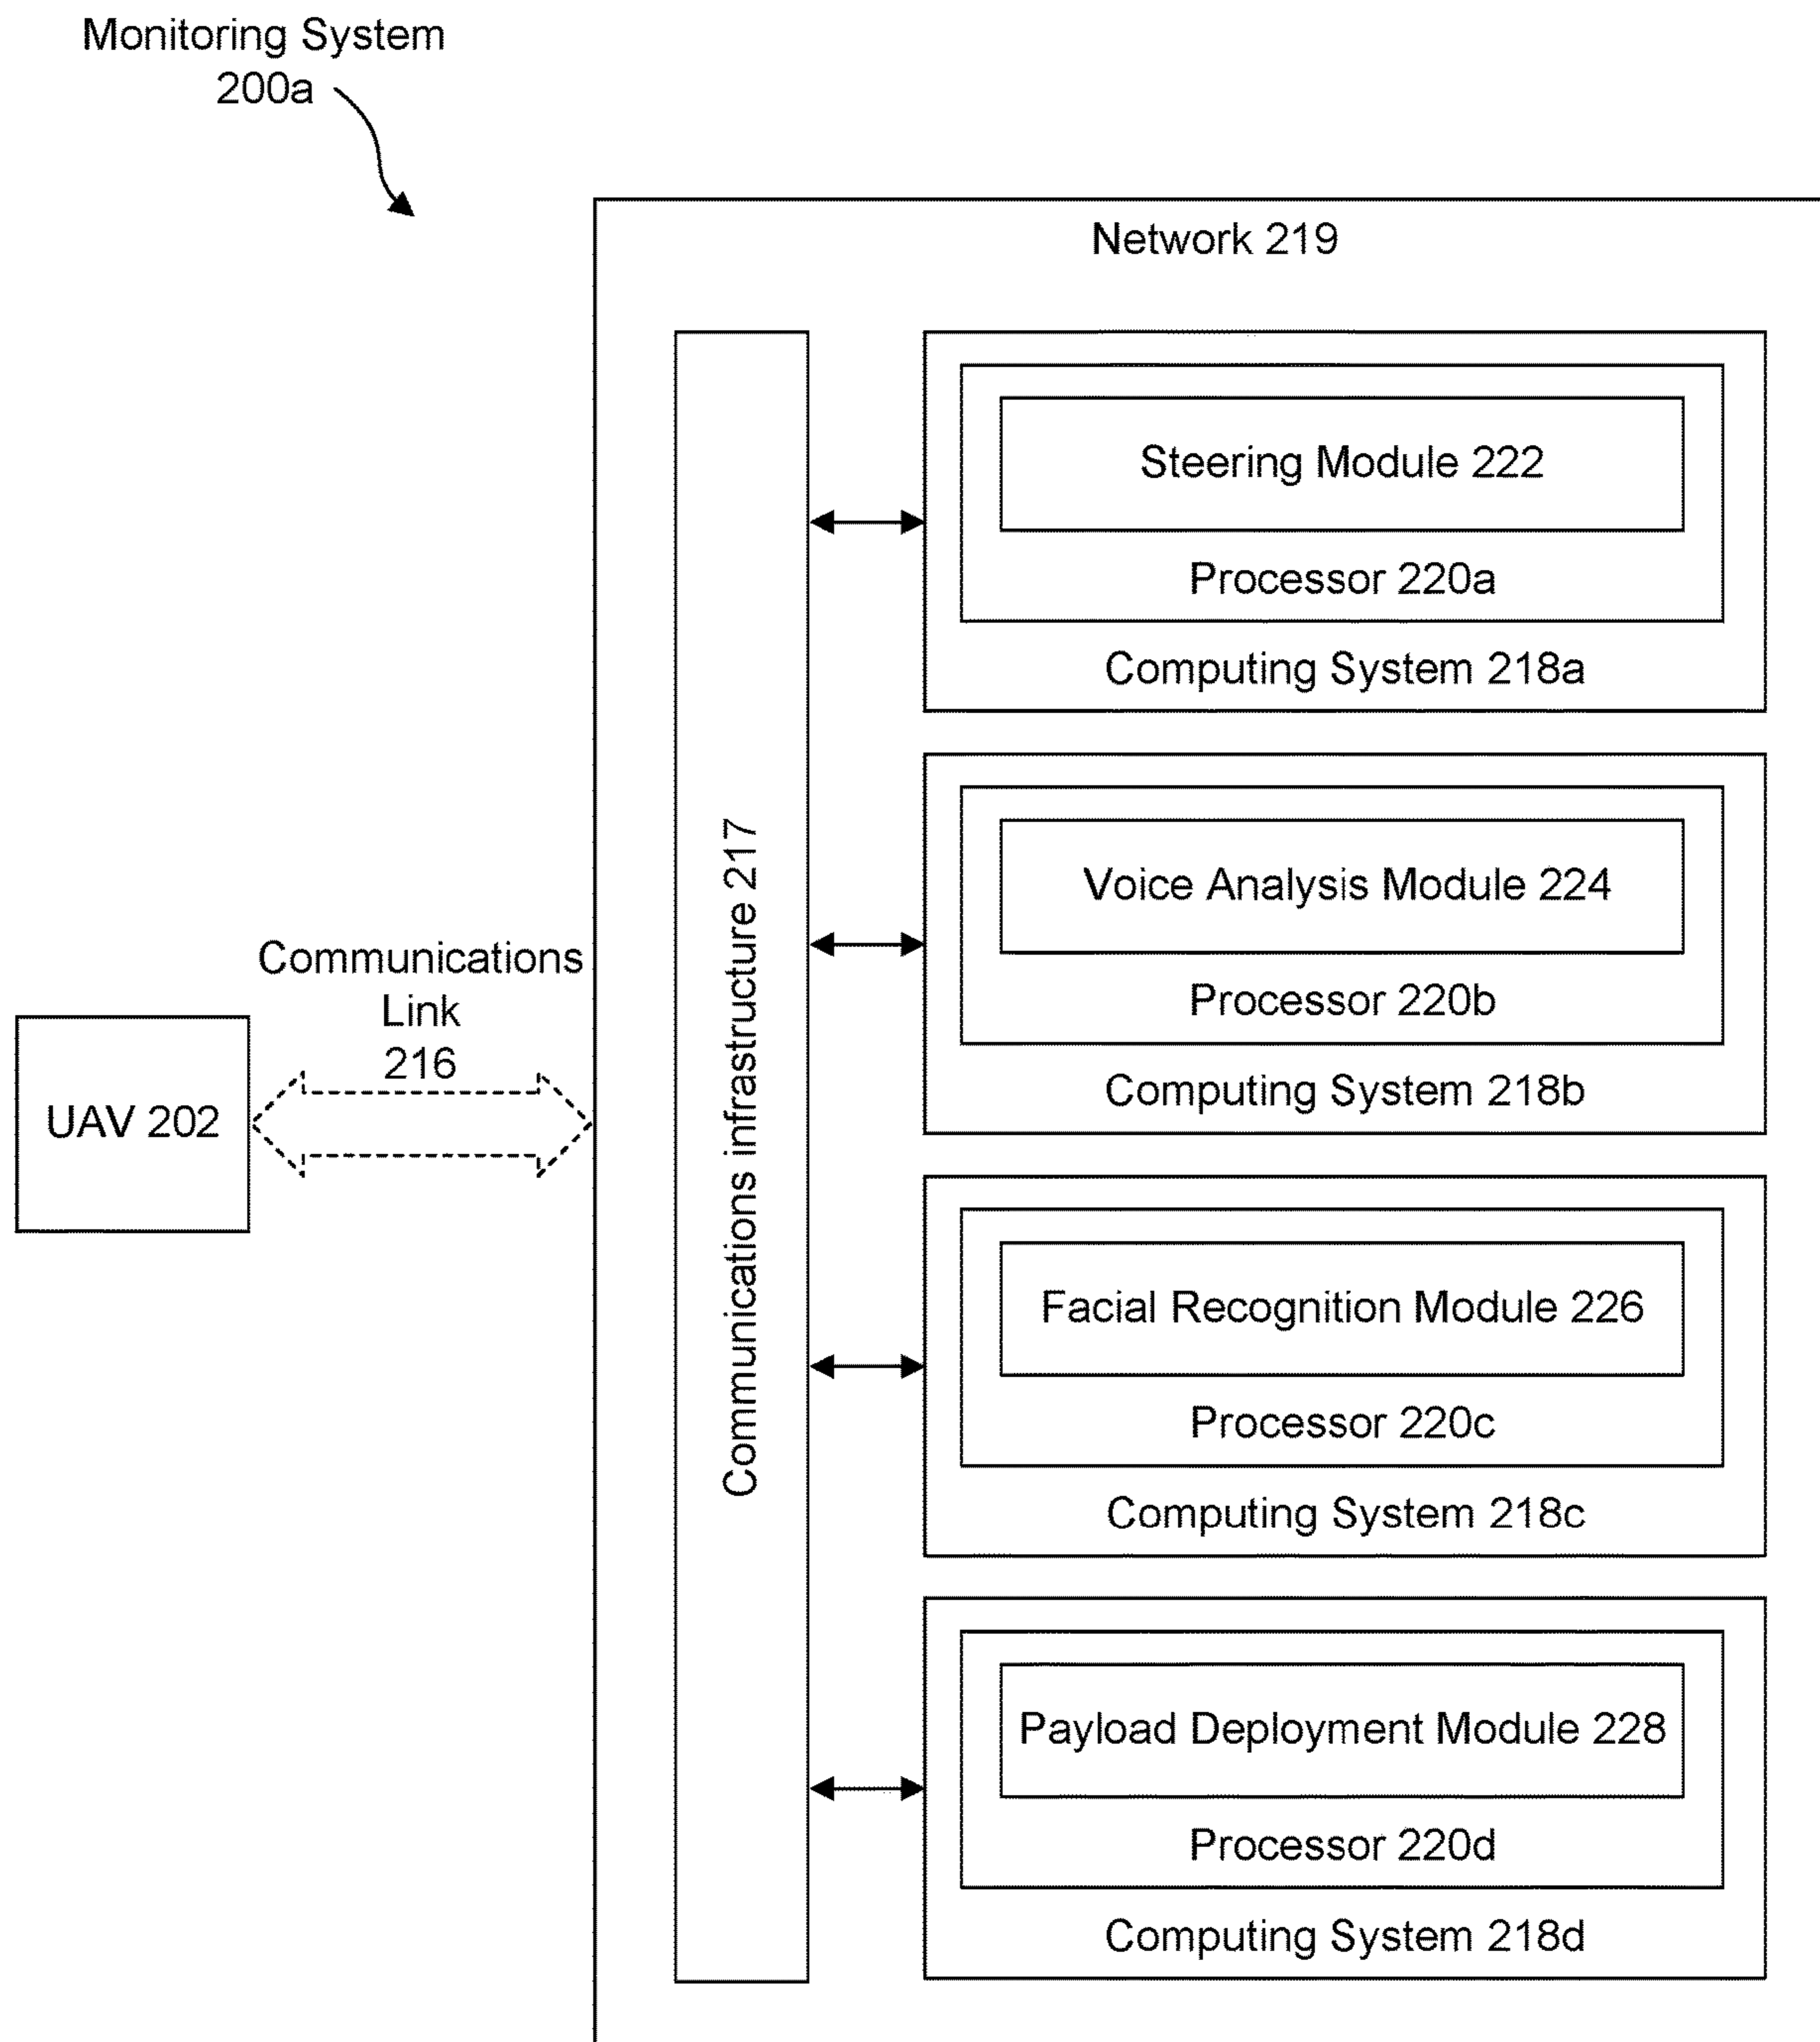 Monitoring System
200a
Network 219
Steering Module 222
Processor 220a
Computing System 218a
Communications infrastructure 217
Voice Analysis Module 224
Processor 220b
Computing System 218b
Communications
Link
216
UAV 202
Facial Recognition Module 226
Processor 220c
Computing System 218c
Payload Deployment Module 228
Processor 220d
Computing System 218d